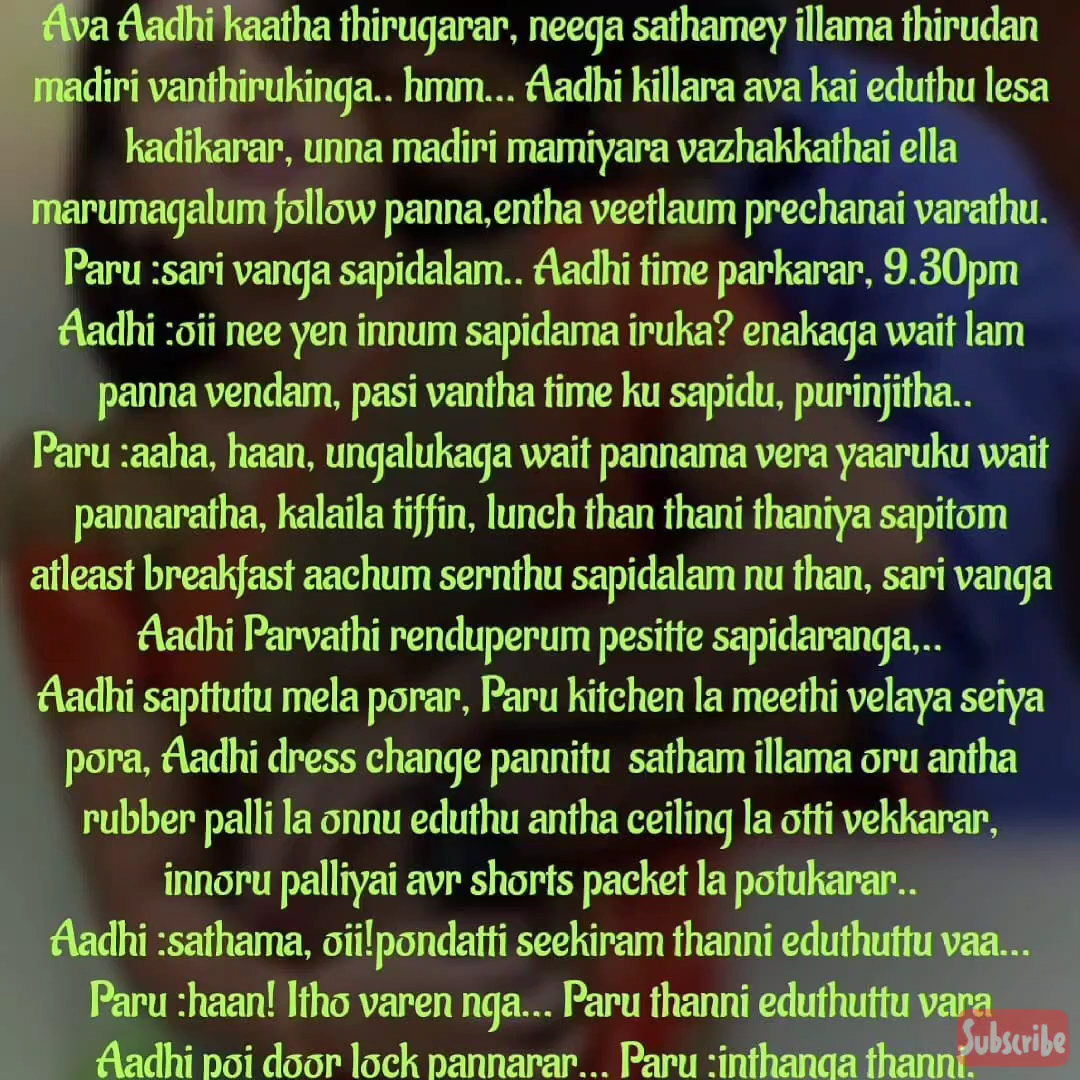 Ava Aadhi kaatha thirugarar, neega sathamey illama thirudan
madiri vanthirukinga.. hmm... Aadhi killara ava kai eduthu lesa
kadikarar, unna madiri mamiyara vazhakkathai ella
marumagalum follow panna,entha veetlaum prechanai varathu.
Paru :sari vanga sapidalam.. Aadhi time parkarar, 9.30pm
Aadhi :oii nee yen innum sapidama iruka? enakaga wait lam
panna vendam, pasi vantha time ku sapidu, purinjitha..
Paru :aaha, haan, ungalukaga wait pannama vera yaaruku wait
pannaratha, kalaila tiffin, lunch than thani thaniya sapitom
atleast breakfast aachum sernthu sapidalam nu than, sari vanga
Aadhi Parvathi renduperum pesitte sapidaranga,..
Aadhi sapttutu mela porar, Paru kitchen la meethi velaya seiya
pora, Aadhi dress change pannitu satham illama oru antha
rubber palli la onnu eduthu antha ceiling la otti vekkarar,
innoru palliyai avr shorts packet la potukarar..
Aadhi :sathama, oii!pondatti seekiram thanni eduthuttu vaa...
Paru :haan! Itho varen nga... Paru thanni eduthuttu vara
Aadhi poi door lock pannarar... Paru :inthanga thanni.
Subscribe